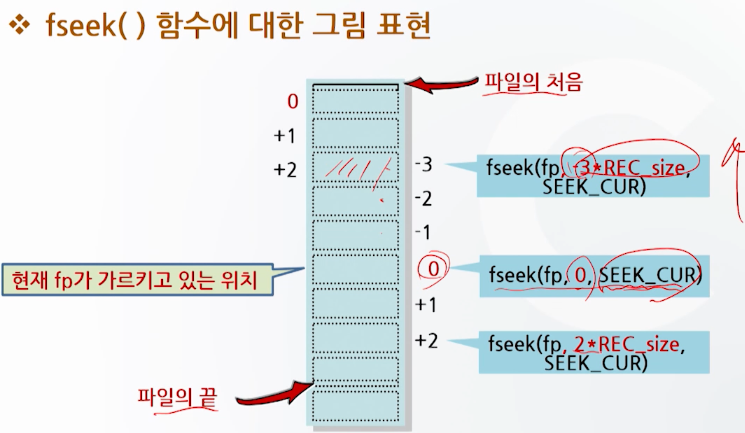 ❖ fseek( ) 함수에 대한 그림 표현
파일의 처음
0
+1
+2
-3
fseek(fp, -3*REC_size,
SEEK_CUR)
-2
-1
현재 fp가 가르키고 있는 위치
0
fseek(fp, 0, SEEK_CUR)
+1
+2
fseek(fp, 2*REC_size,
SEEK_CUR)
파일의 끝